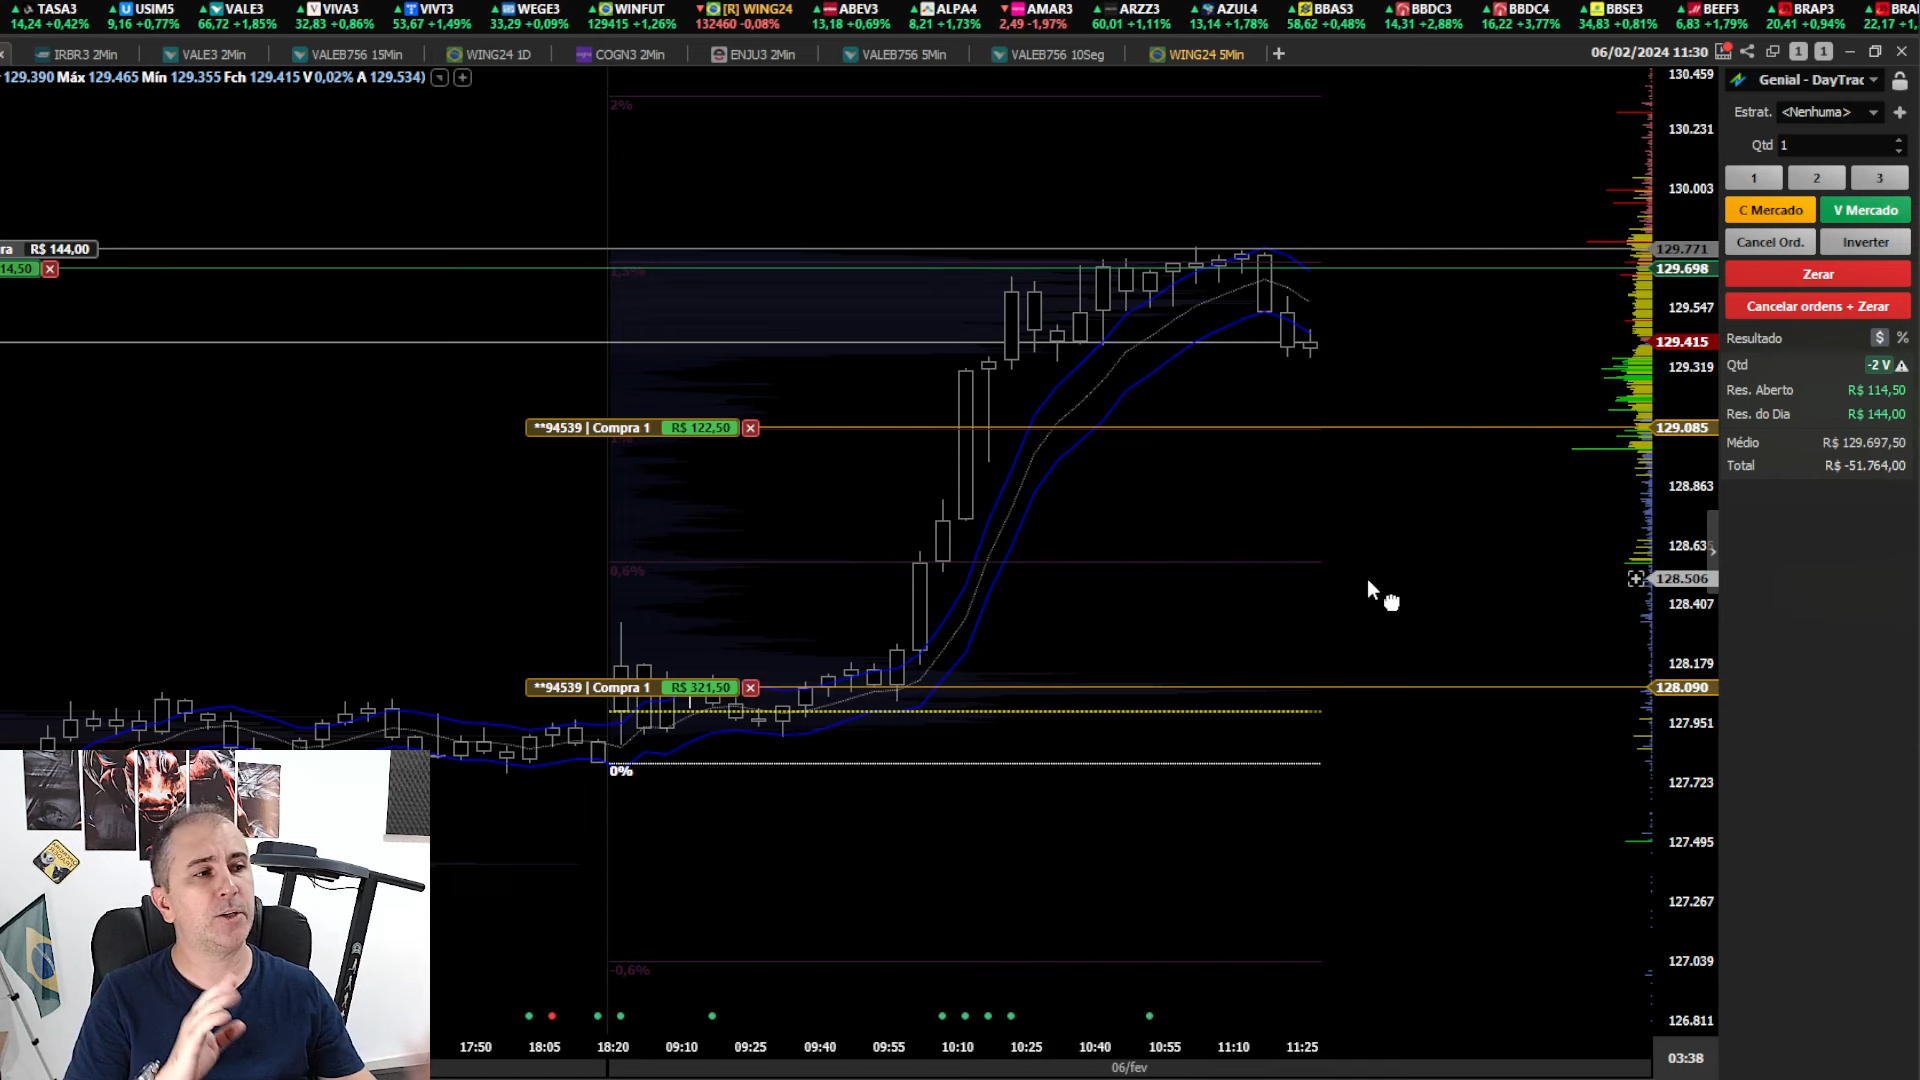 TASA3 USIM5 VALE3 VIVA3 VIVT3 WEGE3 WINFUT [R] WING24 ABEV3 ALPA4 AMAR3 ARZZ3 AZUL4 BBAS3 BBDC3 BBDC4 BBSE3 BEEF3 BRAP3
14,24 +0,42% 9,16 +0,77% 66,72 +1,85% 32,83 +0,86% 53,67 +1,49% 33,29 +0,09% 129415 +1,26% 132460 -0,08% 13,18 +0,69% 8,21 +1,73% 2,49 -1,97% 60,01 +1,11% 13,14 +1,78% 58,62 +0,48% 14,31 +2,88% 16,22 +3,77% 34,83 +0,81% 6,83 +1,79% 20,41 +0,94% 22,17
IRBR3 2Min VALE3 2Min VALEB756 15Min WING24 1D COGN3 2Min ENJU3 2Min VALEB756 5Min VALEB756 10Seg WING24 5Min + 06/02/2024 11:30 1 1
129.390 Máx 129.465 Mín 129.355 Fch 129.415 V 0,02% A 129.534)
130.459
Genial - DayTrac
2%
Estrat. <Nenhuma>
130.231
Qtd 1
1 2 3
130.003
C Mercado V Mercado
ra R$ 144,00
129.771
Cancel Ord. Inverter
14,50
129.698
1,5%
Zerar
129.547
Cancelar ordens + Zerar
129.415
Resultado $ %
129.319
Qtd -2 V
Res. Aberto R$ 114,50
Res. do Dia R$ 144,00
**94539 | Compra 1 R$ 122,50
129.085
1%
Médio R$ 129.697,50
Total R$ -51.764,00
128.863
128.635
0,6%
128.506
128.407
128.179
**94539 | Compra 1 R$ 321,50
128.090
127.951
0%
127.723
127.495
127.267
-0,6%
127.039
126.811
17:50 18:05 18:20 09:10 09:25 09:40 09:55 10:10 10:25 10:40 10:55 11:10 11:25
03:38
06/fev